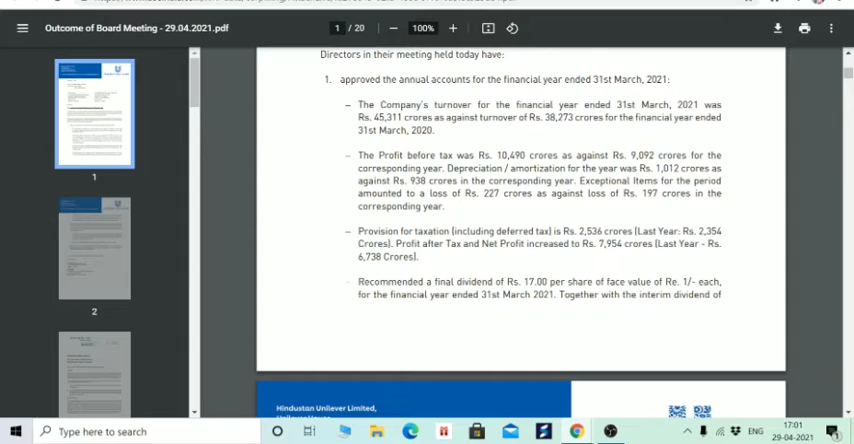 Outcome of Board Meeting - 29.04.2021.pdf
1 / 20
100%
Directors in their meeting held today have:
1. approved the annual accounts for the financial year ended 31st March, 2021:
– The Company's turnover for the financial year ended 31st March, 2021 was
Rs. 45,311 crores as against turnover of Rs. 38,273 crores for the financial year ended
31st March, 2020.
– The Profit before tax was Rs. 10,490 crores as against Rs. 9,092 crores for the
corresponding year. Depreciation / amortization for the year was Rs. 1,012 crores as
against Rs. 938 crores in the corresponding year. Exceptional Items for the period
amounted to a loss of Rs. 227 crores as against loss of Rs. 197 crores in the
corresponding year.
– Provision for taxation (including deferred tax) is Rs. 2,536 crores (Last Year: Rs. 2,354
Crores). Profit after Tax and Net Profit increased to Rs. 7,954 crores (Last Year - Rs.
6,738 Crores).
- Recommended a final dividend of Rs. 17.00 per share of face value of Re. 1/- each,
for the financial year ended 31st March 2021. Together with the interim dividend of
1
2
Hindustan Unilever Limited,
Unilever House
Type here to search
ENG
17:01
29-04-2021
1